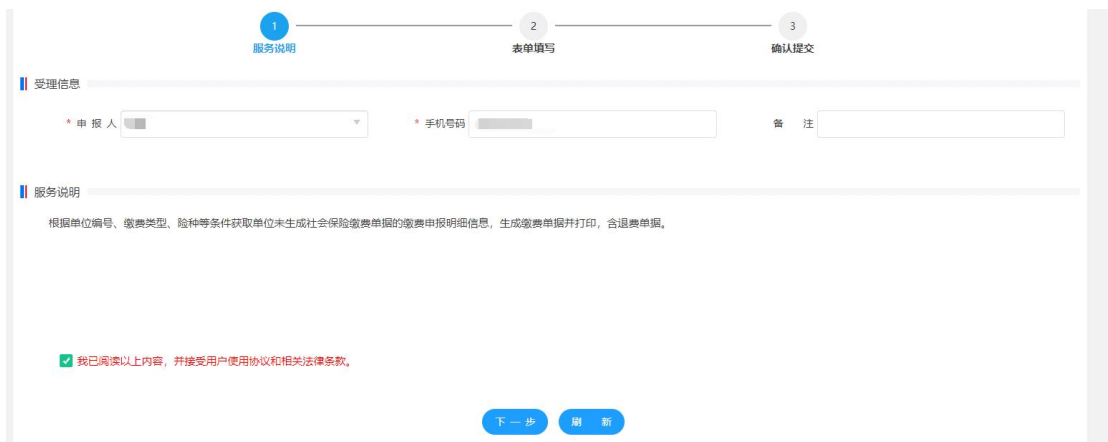 1
2
3
服务说明
表单填写
确认提交
受理信息
* 申报人
* 手机号码
备 注
服务说明
根据单位编号、缴费类型、险种等条件获取单位未生成社会保险缴费单据的缴费申报明细信息，生成缴费单据并打印，含退费单据。
我已阅读以上内容，并接受用户使用协议和相关法律条款。
下一步
刷 新